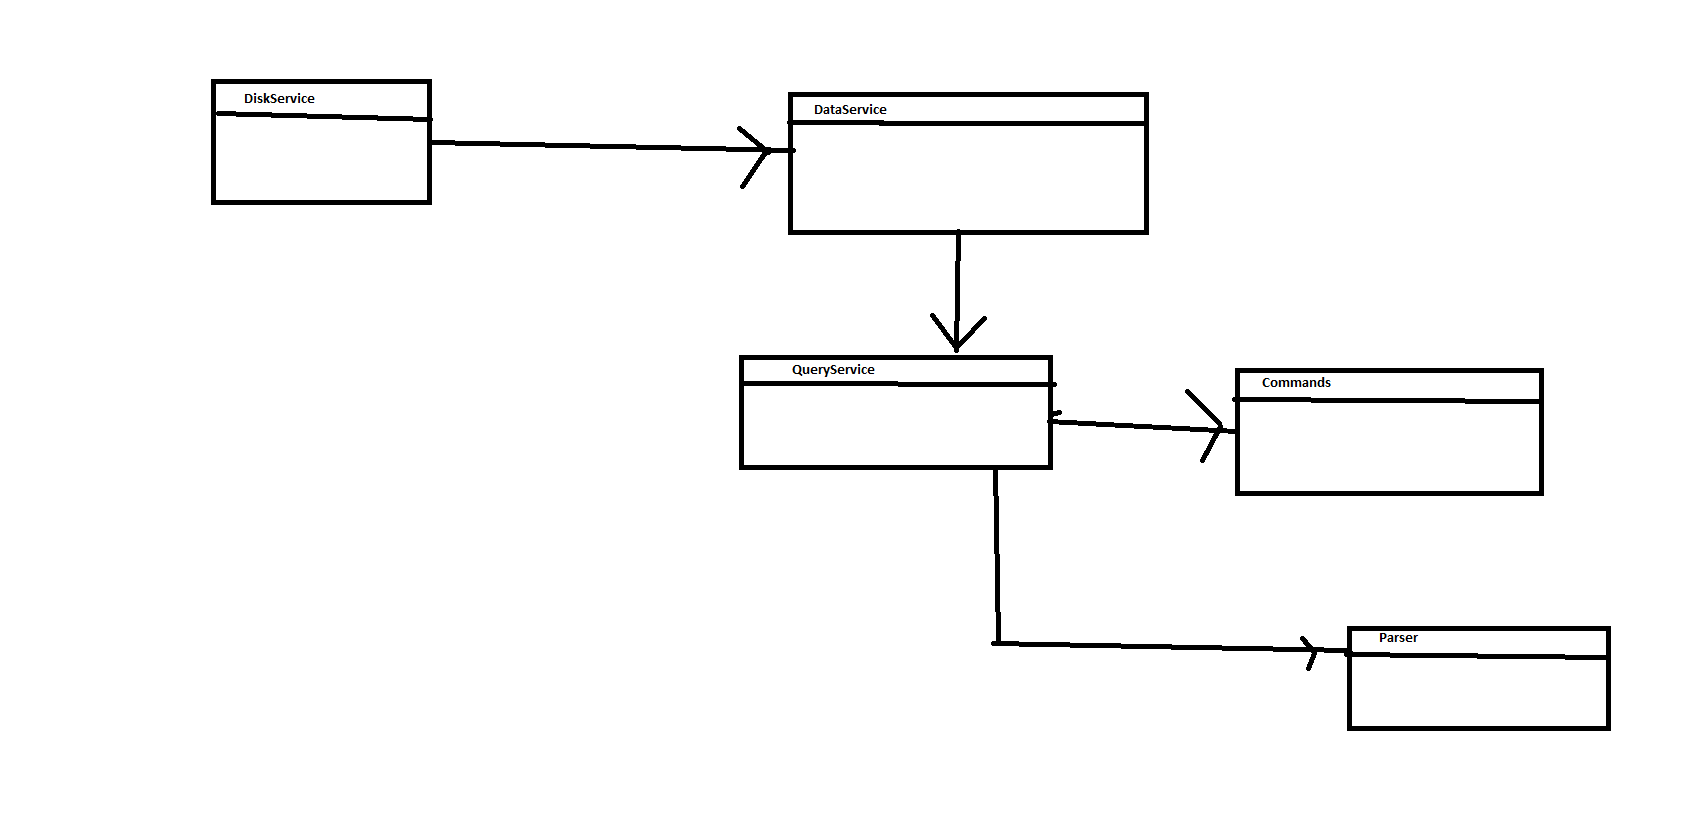 DiskService
DataService
QueryService
Commands
Parser